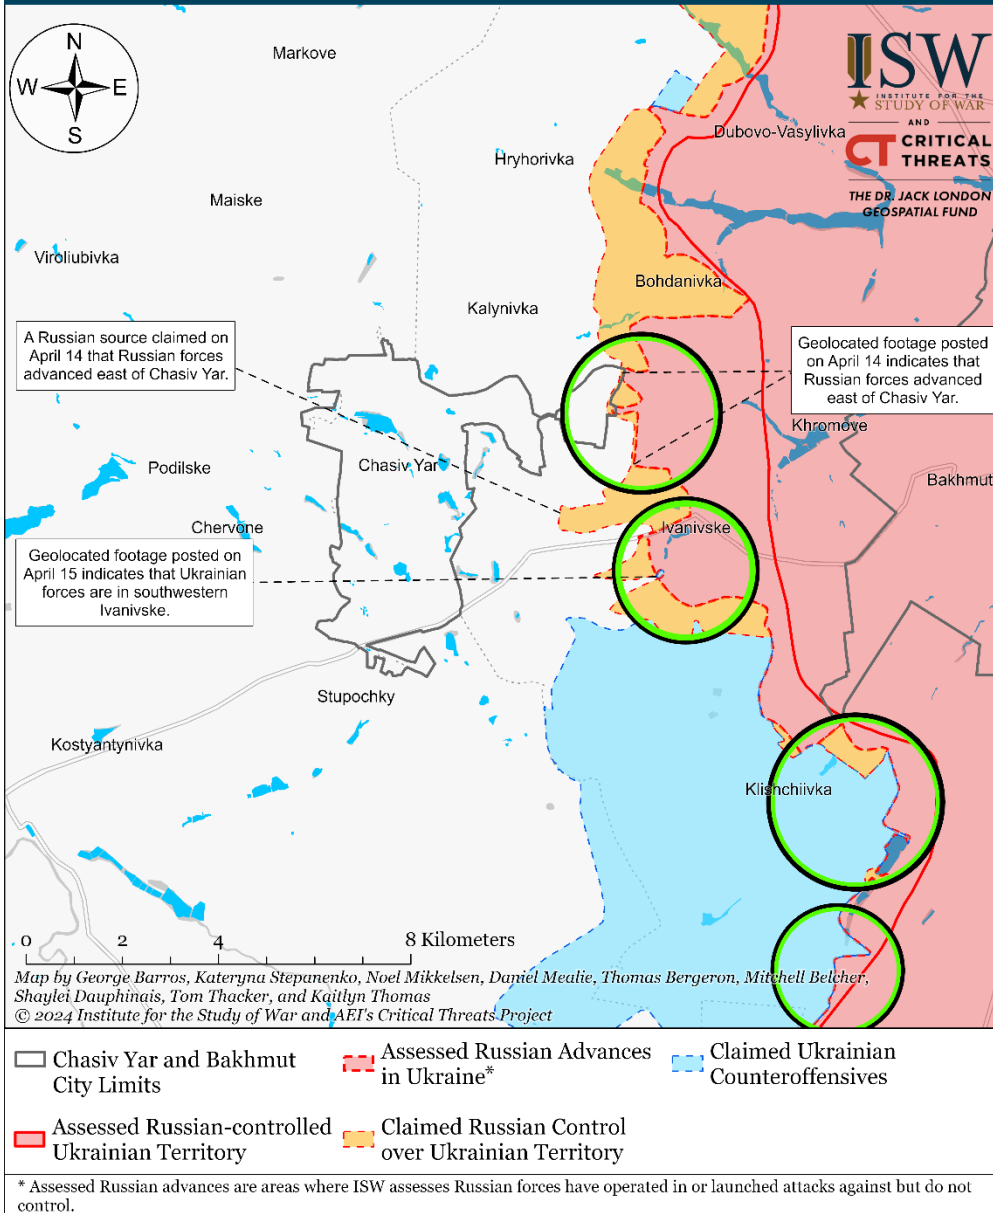 N
W
E
S
ISW
INSTITUTE FOR THE
STUDY OF WAR
AND
CT CRITICAL
THREATS
THE DR. JACK LONDON
GEOSPATIAL FUND
Markove
Dubovo-Vasylivka
Hryhorivka
Maiske
Viroliubivka
Bohdanivka
Kalynivka
A Russian source claimed on
April 14 that Russian forces
advanced east of Chasiv Yar.
Geolocated footage posted
on April 14 indicates that
Russian forces advanced
east of Chasiv Yar.
Khromove
Podilske
Chasiv Yar
Bakhmut
Chervone
Ivanivske
Geolocated footage posted on
April 15 indicates that Ukrainian
forces are in southwestern
Ivanivske.
Stupochky
Kostyantynivka
Klishchiivka
0 2 4 8 Kilometers
Map by George Barros, Kateryna Stepanenko, Noel Mikkelsen, Daniel Mealie, Thomas Bergeron, Mitchell Belcher,
Shaylei Dauphinais, Tom Thacker, and Kaitlyn Thomas
© 2024 Institute for the Study of War and AEI's Critical Threats Project
Chasiv Yar and Bakhmut
City Limits
Assessed Russian Advances
in Ukraine*
Claimed Ukrainian
Counteroffensives
Assessed Russian-controlled
Ukrainian Territory
Claimed Russian Control
over Ukrainian Territory
* Assessed Russian advances are areas where ISW assesses Russian forces have operated in or launched attacks against but do not
control.